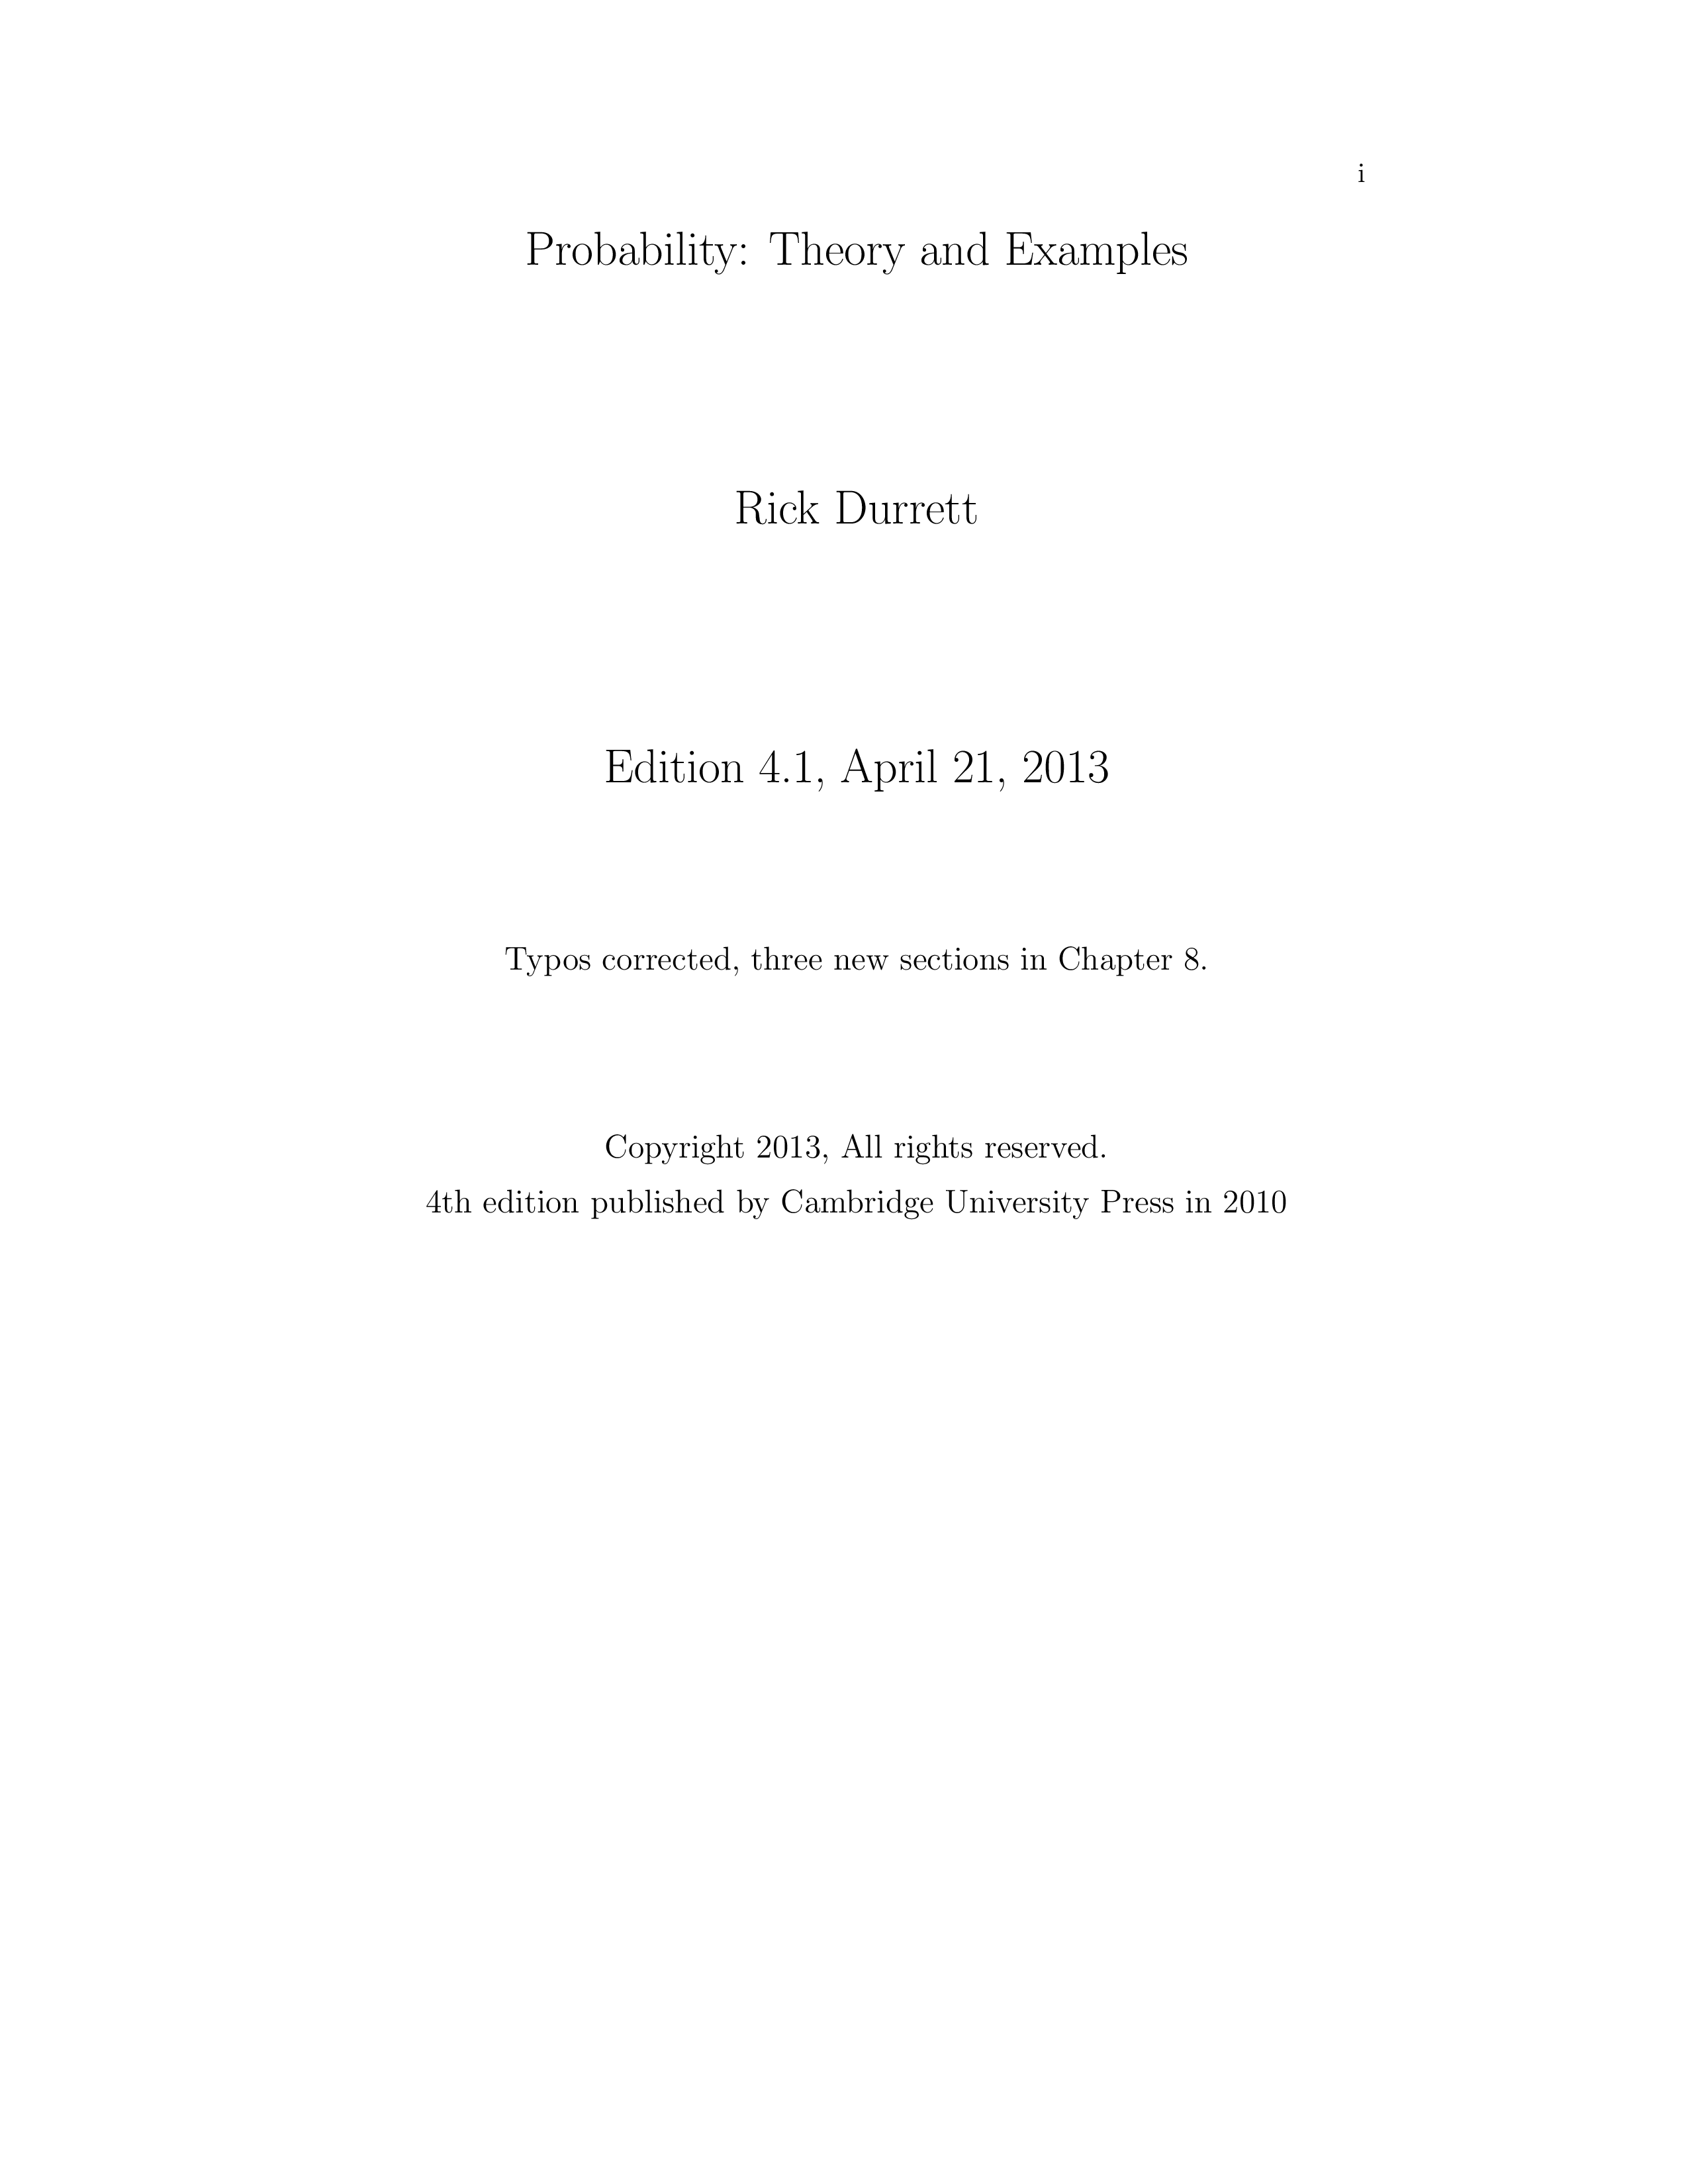 i
Probability: Theory and Examples
Rick Durrett
Edition 4.1, April 21, 2013
Typos corrected, three new sections in Chapter 8.
Copyright 2013, All rights reserved.
4th edition published by Cambridge University Press in 2010